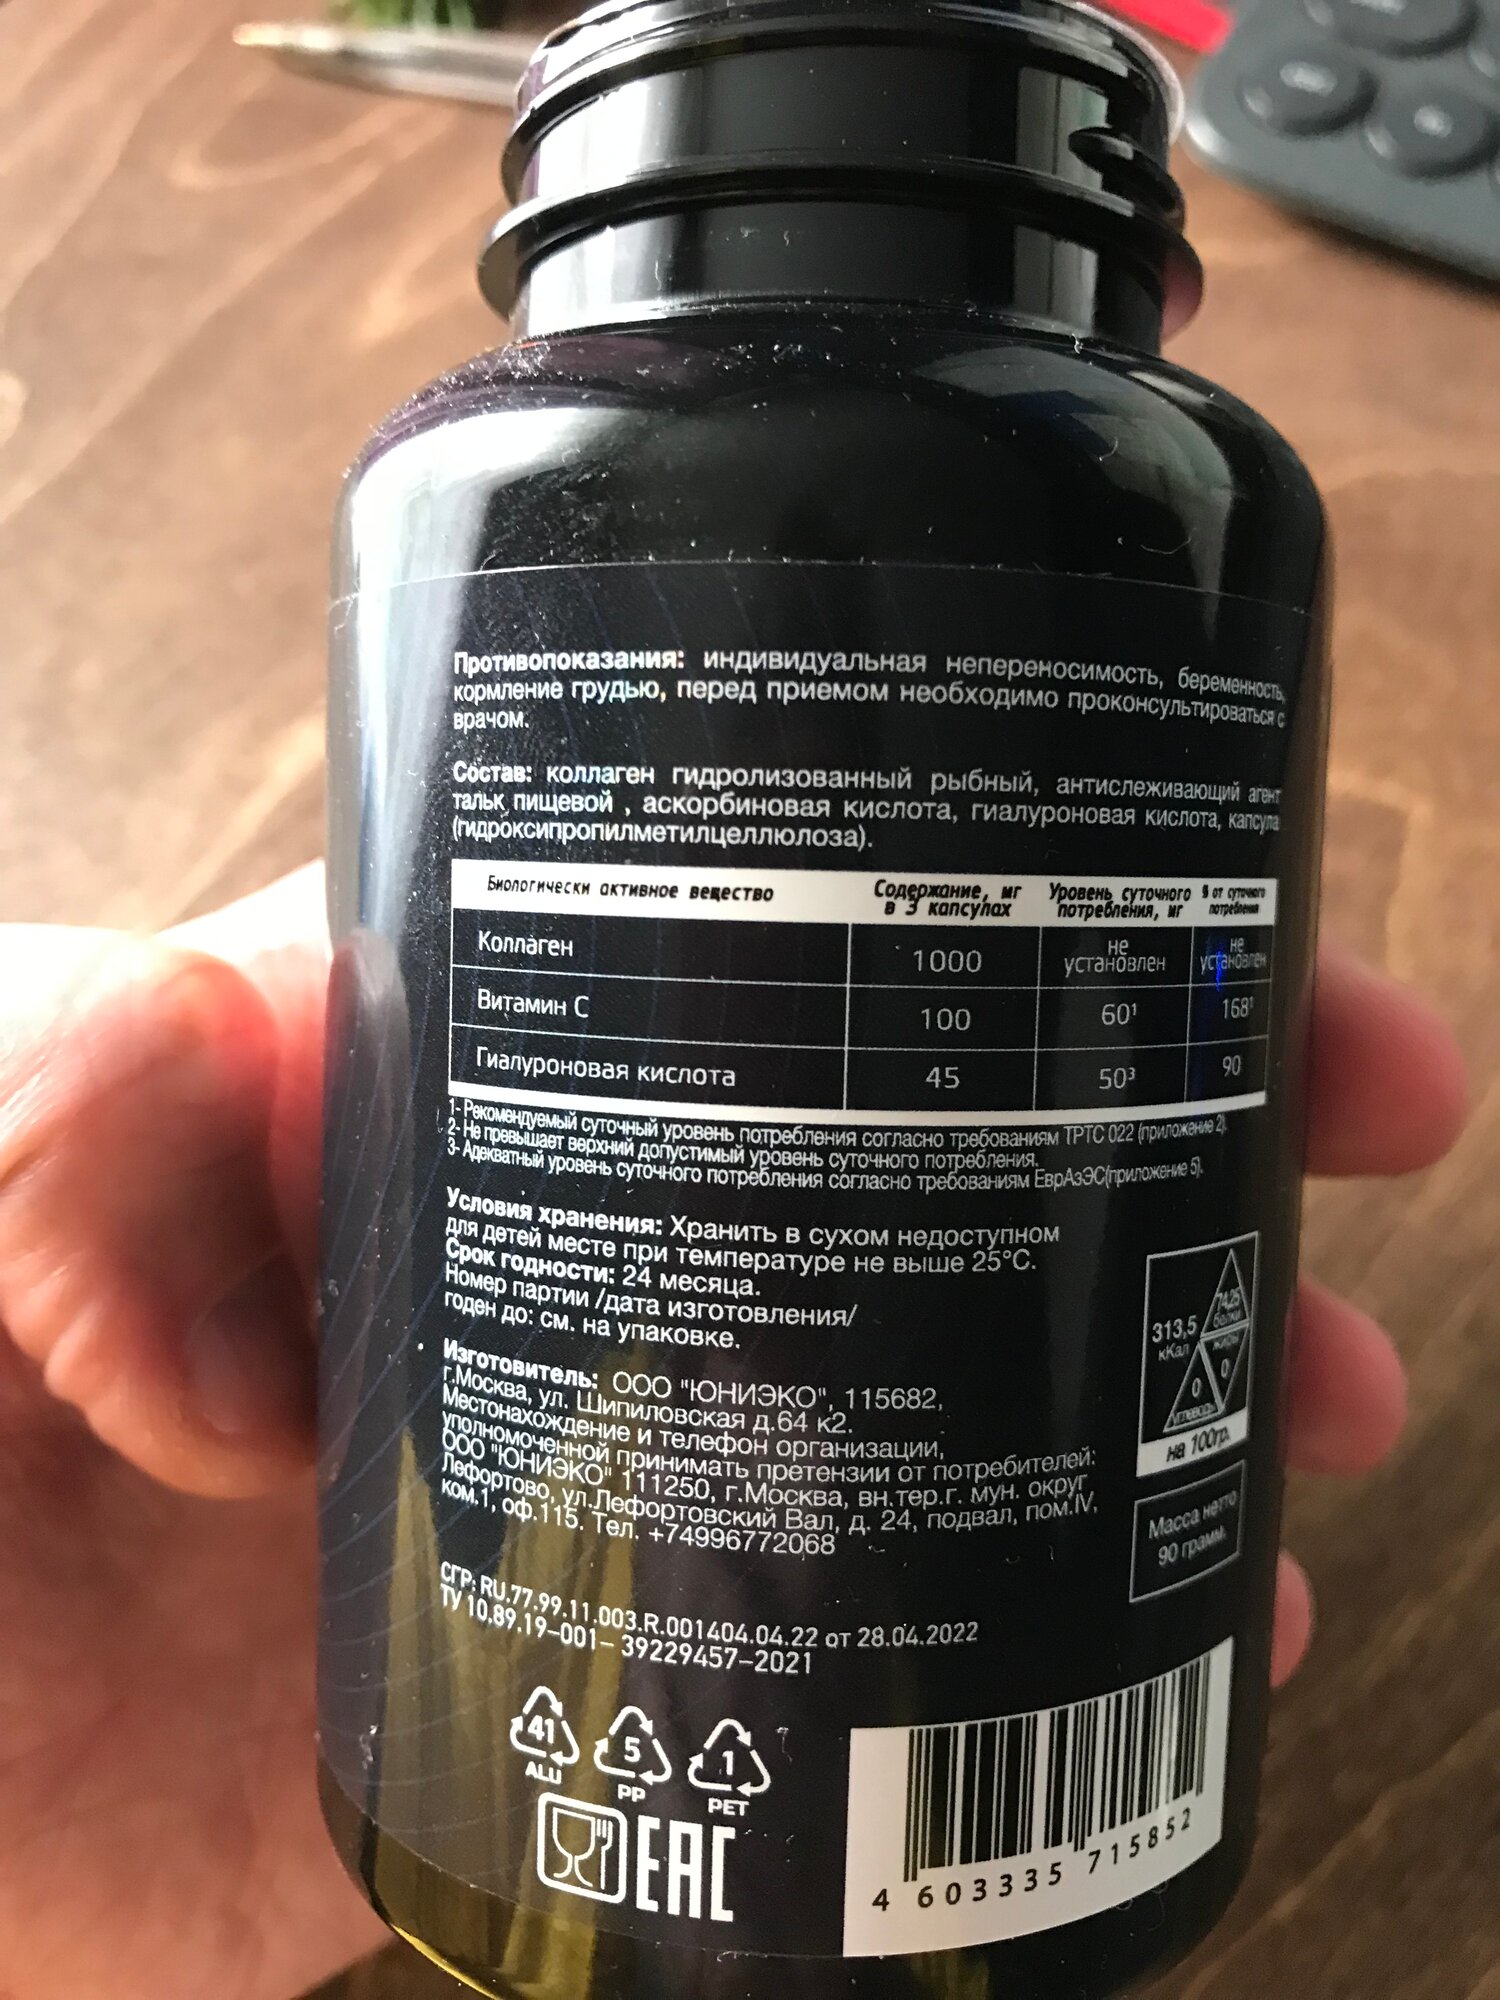 Противопоказания: индивидуальная непереносимость, беременность,
кормление грудью, перед приемом необходимо проконсультироваться с
врачом.
Состав: коллаген гидролизованный рыбный, антислеживающий агент
тальк пищевой , аскорбиновая кислота, гиалуроновая кислота, капсула
(гидроксипропилметилцеллюлоза).
Биологически активное вещество Содержание, мг в 3 капсулах Уровень суточного потребления, мг % от суточного потребления
Коллаген 1000 не установлен не установлен
Витамин С 100 60¹ 168¹
Гиалуроновая кислота 45 50³ 90
1- Рекомендуемый суточный уровень потребления согласно требованиям ТРТС 022 (приложение 2).
2- Не превышает верхний допустимый уровень суточного потребления.
3- Адекватный уровень суточного потребления согласно требованиям ЕврАзЭС(приложение 5).
Условия хранения: Хранить в сухом недоступном
для детей месте при температуре не выше 25°С.
Срок годности: 24 месяца.
Номер партии /дата изготовления/
годен до: см. на упаковке.
Изготовитель: ООО "ЮНИЭКО", 115682,
г.Москва, ул. Шипиловская д.64 к2.
Местонахождение и телефон организации,
уполномоченной принимать претензии от потребителей:
ООО "ЮНИЭКО" 111250, г.Москва, вн.тер.г. мун. округ
Лефортово, ул.Лефортовский Вал, д. 24, подвал, пом.IV,
ком.1, оф.115. Тел. +74996772068
74,25
белки
313,5
кКал
жиры
0
0
углеводы
на 100гр.
Масса нетто
90 грамм.
СГР: RU.77.99.11.003.R.001404.04.22 от 28.04.2022
ТУ 10.89.19-001- 39229457-2021
41
ALU
5
PP
1
PET
EAC
4 603335 715852